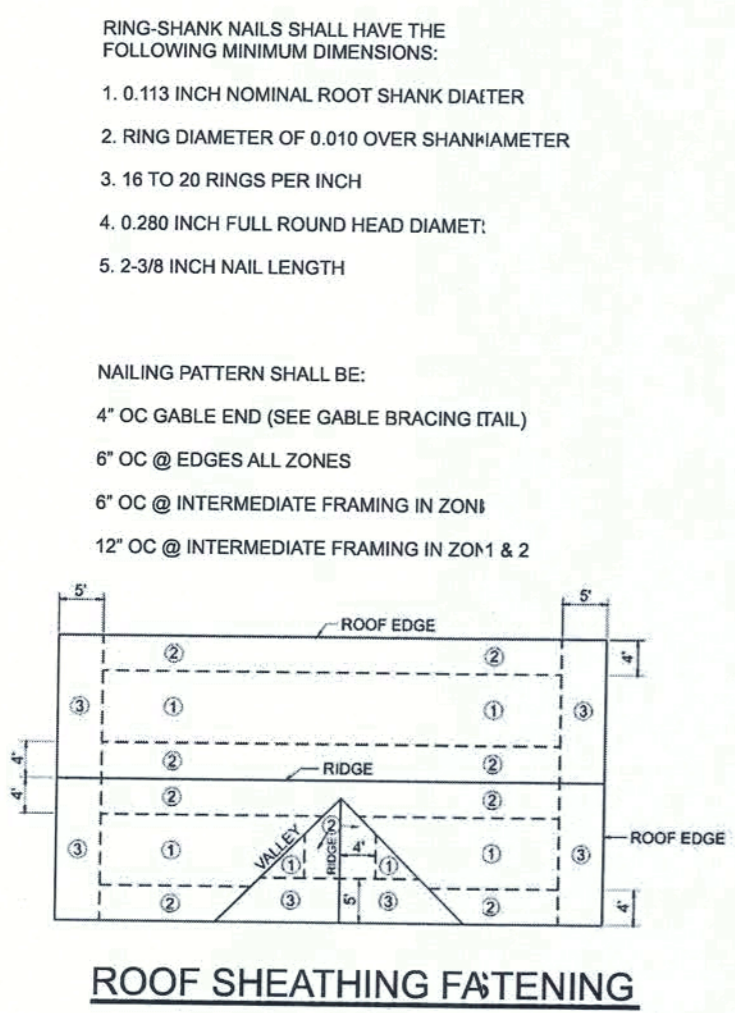 RING-SHANK NAILS SHALL HAVE THE
FOLLOWING MINIMUM DIMENSIONS:
1. 0.113 INCH NOMINAL ROOT SHANK
2. RING DIAMETER OF 0.010 OVER
3. 16 TO 20 RINGS PER INCH
4. 0.280 INCH FULL ROUND HEAD
5. 2-3/8 INCH NAIL LENGTH
NAILING PATTERN SHALL BE:
4" OC GABLE END (SEE GABLE BRACING
6" OC @ EDGES ALL ZONES
6" OC @ INTERMEDIATE FRAMING IN
12" OC @ INTERMEDIATE FRAMING IN 1 & 2
5' 5'
ROOF EDGE
2 2 4'
3 1 1 3
4' 2 2
RIDGE
4' 2 2
2
VALLEY RIDGE 4'
3 1 1 1 1 3
ROOF EDGE
2 3 5' 3 2 4'
ROOF SHEATHING